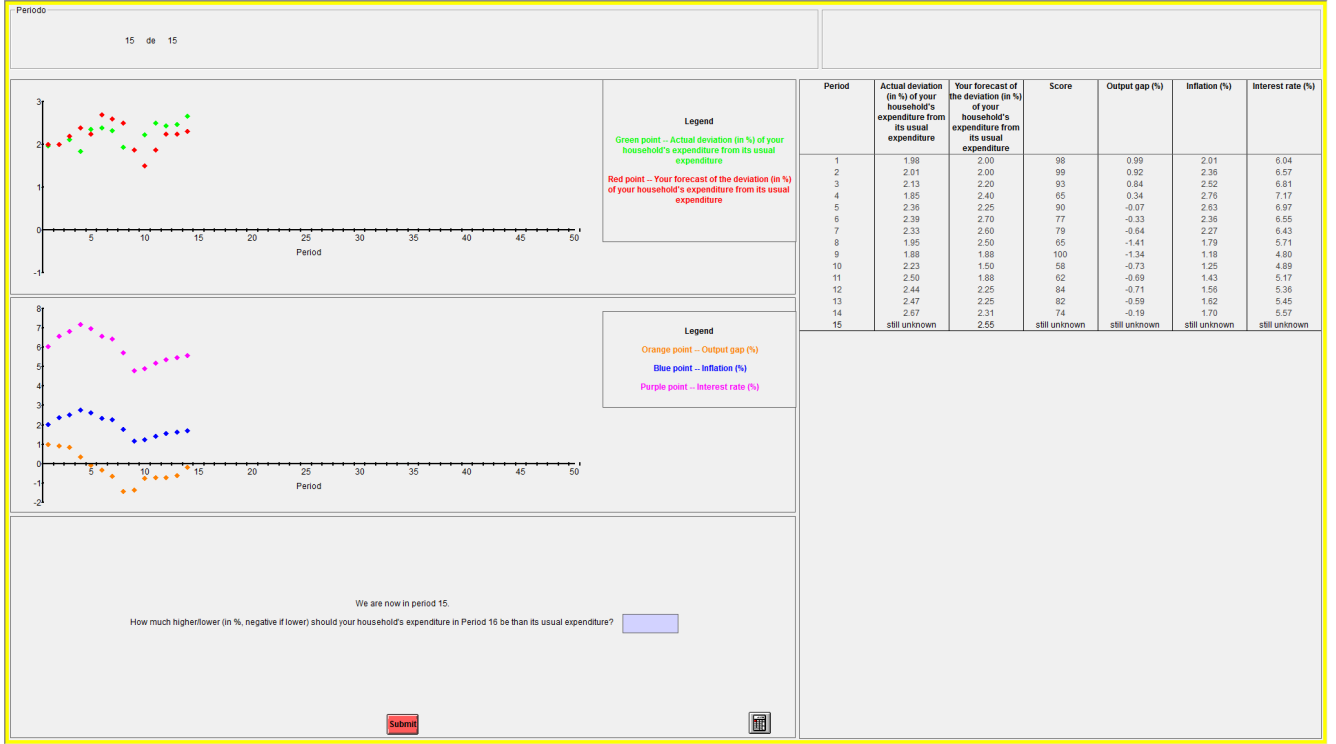 Periodo
15 de 15
3
2
1
0
-1
5 10 15 20 25 30 35 40 45 50
Period
Legend
Green point -- Actual deviation (in %) of your
household's expenditure from its usual
expenditure
Red point -- Your forecast of the deviation (in %)
of your household's expenditure from its usual
expenditure
8
7
6
5
4
3
2
1
0
-1
-2
5 10 15 20 25 30 35 40 45 50
Period
Legend
Orange point -- Output gap (%)
Blue point -- Inflation (%)
Purple point -- Interest rate (%)
We are now in period 15.
How much higher/lower (in %, negative if lower) should your household's expenditure in Period 16 be than its usual expenditure?
Submit
Period
Actual deviation
(in %) of your
household's
expenditure from
its usual
expenditure
Your forecast of
the deviation (in %)
of your
household's
expenditure from
its usual
expenditure
Score
Output gap (%)
Inflation (%)
Interest rate (%)
1 1.98 2.00 98 0.99 2.01 6.04
2 2.01 2.00 99 0.92 2.36 6.57
3 2.13 2.20 93 0.84 2.52 6.81
4 1.85 2.40 65 0.34 2.76 7.17
5 2.36 2.25 90 -0.07 2.63 6.97
6 2.39 2.70 77 -0.33 2.36 6.55
7 2.33 2.60 79 -0.64 2.27 6.43
8 1.95 2.50 65 -1.41 1.79 5.71
9 1.88 1.88 100 -1.34 1.18 4.80
10 2.23 1.50 58 -0.73 1.25 4.89
11 2.50 1.88 62 -0.69 1.43 5.17
12 2.44 2.25 84 -0.71 1.56 5.36
13 2.47 2.25 82 -0.59 1.62 5.45
14 2.67 2.31 74 -0.19 1.70 5.57
15 still unknown 2.55 still unknown still unknown still unknown still unknown